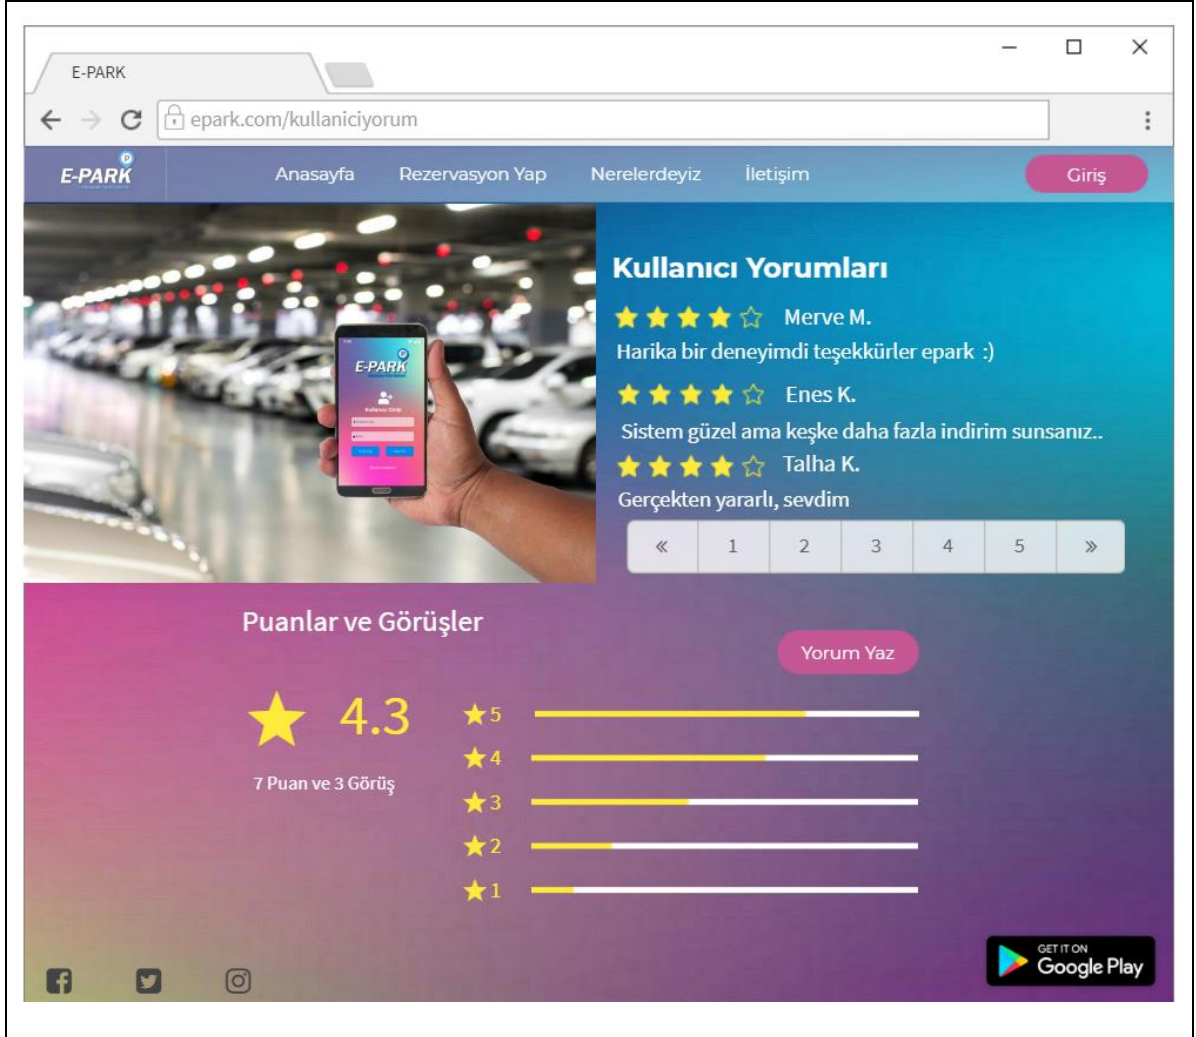 E-PARK
epark.com/kullaniciyorum
E-PARK
P
Anasayfa Rezervasyon Yap Nerelerdeyiz İletişim Giriş
P
E-PARK
Kullanıcı Girişi
Kullanıcı Yorumları
Merve M.
Harika bir deneyimdi teşekkürler epark :)
Enes K.
Sistem güzel ama keşke daha fazla indirim sunsanız..
Talha K.
Gerçekten yararlı, sevdim
« 1 2 3 4 5 »
Puanlar ve Görüşler
Yorum Yaz
4.3
7 Puan ve 3 Görüş
5
4
3
2
1
GET IT ON
Google Play